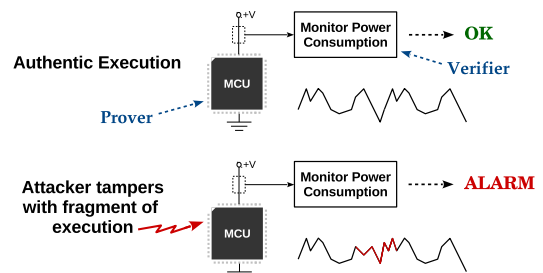 +V
Monitor Power
Consumption
OK
Authentic Execution
MCU
Verifier
Prover
+V
Monitor Power
Consumption
ALARM
Attacker tampers
with fragment of
execution
MCU